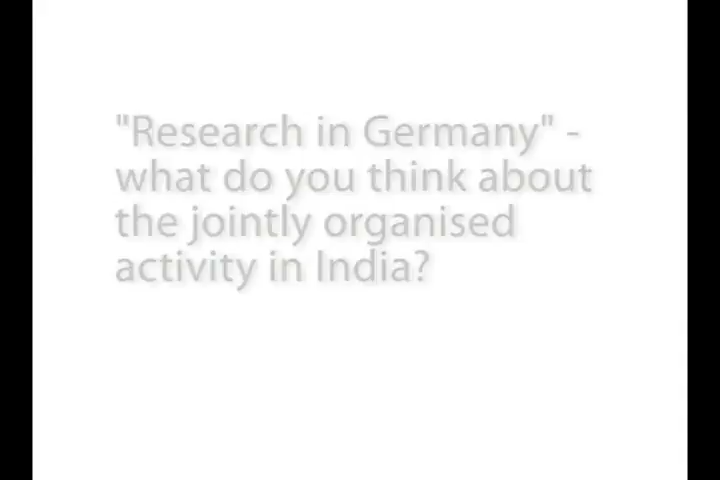 "Research in Germany" -
what do you think about
the jointly organised
activity in India?